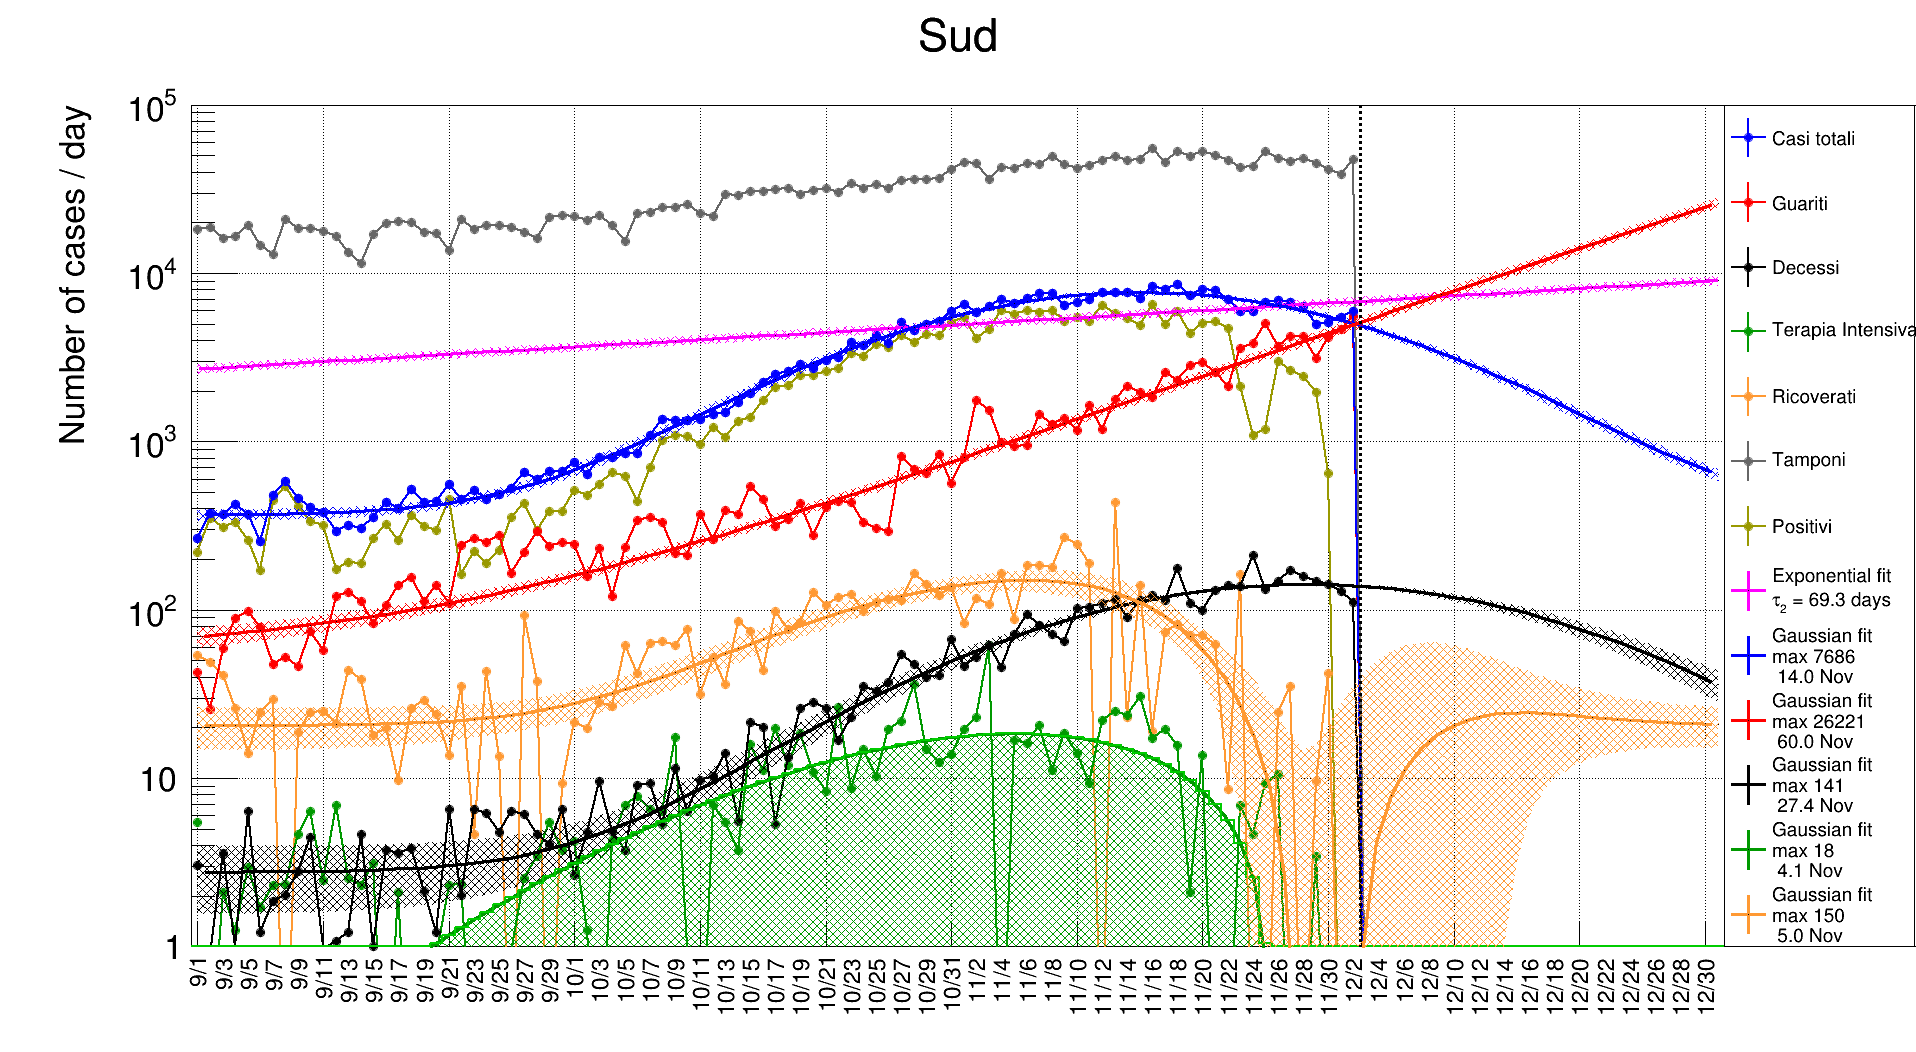 Sud
Number of cases / day
10^5
10^4
10^3
10^2
10
1
9/1
9/3
9/5
9/7
9/9
9/11
9/13
9/15
9/17
9/19
9/21
9/23
9/25
9/27
9/29
10/1
10/3
10/5
10/7
10/9
10/11
10/13
10/15
10/17
10/19
10/21
10/23
10/25
10/27
10/29
10/31
11/2
11/4
11/6
11/8
11/10
11/12
11/14
11/16
11/18
11/20
11/22
11/24
11/26
11/28
11/30
12/2
12/4
12/6
12/8
12/10
12/12
12/14
12/16
12/18
12/20
12/22
12/24
12/26
12/28
12/30
Casi totali
Guariti
Decessi
Terapia Intensiva
Ricoverati
Tamponi
Positivi
Exponential fit
τ2 = 69.3 days
Gaussian fit
max 7686
14.0 Nov
Gaussian fit
max 26221
60.0 Nov
Gaussian fit
max 141
27.4 Nov
Gaussian fit
max 18
4.1 Nov
Gaussian fit
max 150
5.0 Nov